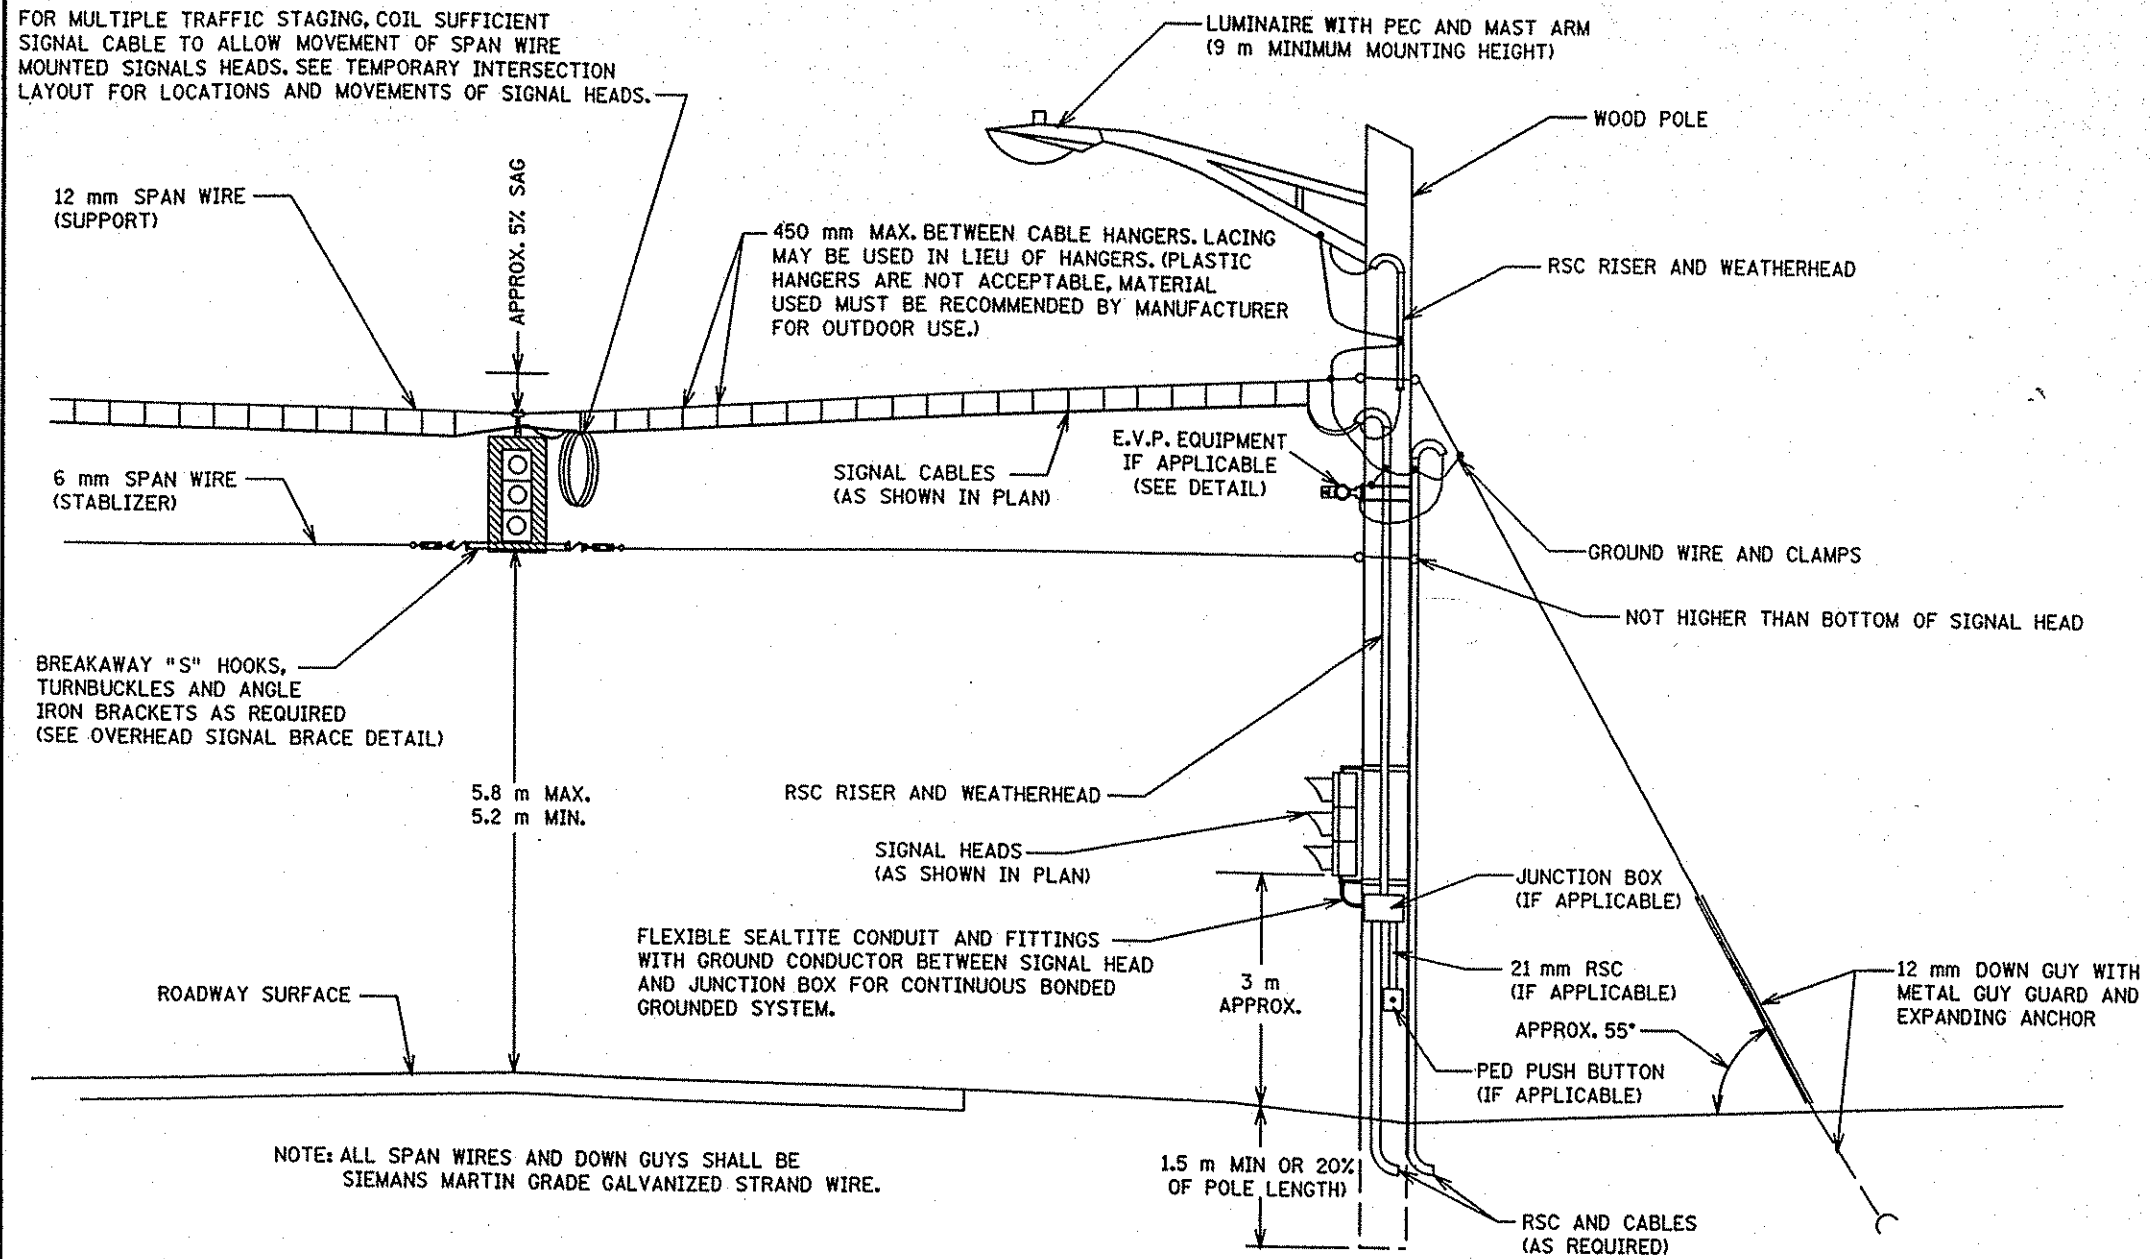 FOR MULTIPLE TRAFFIC STAGING, COIL SUFFICIENT
SIGNAL CABLE TO ALLOW MOVEMENT OF SPAN WIRE
MOUNTED SIGNALS HEADS. SEE TEMPORARY INTERSECTION
LAYOUT FOR LOCATIONS AND MOVEMENTS OF SIGNAL HEADS.
LUMINAIRE WITH PEC AND MAST ARM
(9 m MINIMUM MOUNTING HEIGHT)
WOOD POLE
12 mm SPAN WIRE
(SUPPORT)
APPROX. 5% SAG
450 mm MAX. BETWEEN CABLE HANGERS. LACING
MAY BE USED IN LIEU OF HANGERS. (PLASTIC
HANGERS ARE NOT ACCEPTABLE, MATERIAL
USED MUST BE RECOMMENDED BY MANUFACTURER
FOR OUTDOOR USE.)
RSC RISER AND WEATHERHEAD
6 mm SPAN WIRE
(STABLIZER)
SIGNAL CABLES
(AS SHOWN IN PLAN)
E.V.P. EQUIPMENT
IF APPLICABLE
(SEE DETAIL)
GROUND WIRE AND CLAMPS
NOT HIGHER THAN BOTTOM OF SIGNAL HEAD
BREAKAWAY "S" HOOKS,
TURNBUCKLES AND ANGLE
IRON BRACKETS AS REQUIRED
(SEE OVERHEAD SIGNAL BRACE DETAIL)
5.8 m MAX.
5.2 m MIN.
RSC RISER AND WEATHERHEAD
SIGNAL HEADS
(AS SHOWN IN PLAN)
JUNCTION BOX
(IF APPLICABLE)
FLEXIBLE SEALTITE CONDUIT AND FITTINGS
WITH GROUND CONDUCTOR BETWEEN SIGNAL HEAD
AND JUNCTION BOX FOR CONTINUOUS BONDED
GROUNDED SYSTEM.
3 m
APPROX.
21 mm RSC
(IF APPLICABLE)
APPROX. 55°
12 mm DOWN GUY WITH
METAL GUY GUARD AND
EXPANDING ANCHOR
ROADWAY SURFACE
PED PUSH BUTTON
(IF APPLICABLE)
NOTE: ALL SPAN WIRES AND DOWN GUYS SHALL BE
SIEMANS MARTIN GRADE GALVANIZED STRAND WIRE.
1.5 m MIN OR 20%
OF POLE LENGTH)
RSC AND CABLES
(AS REQUIRED)